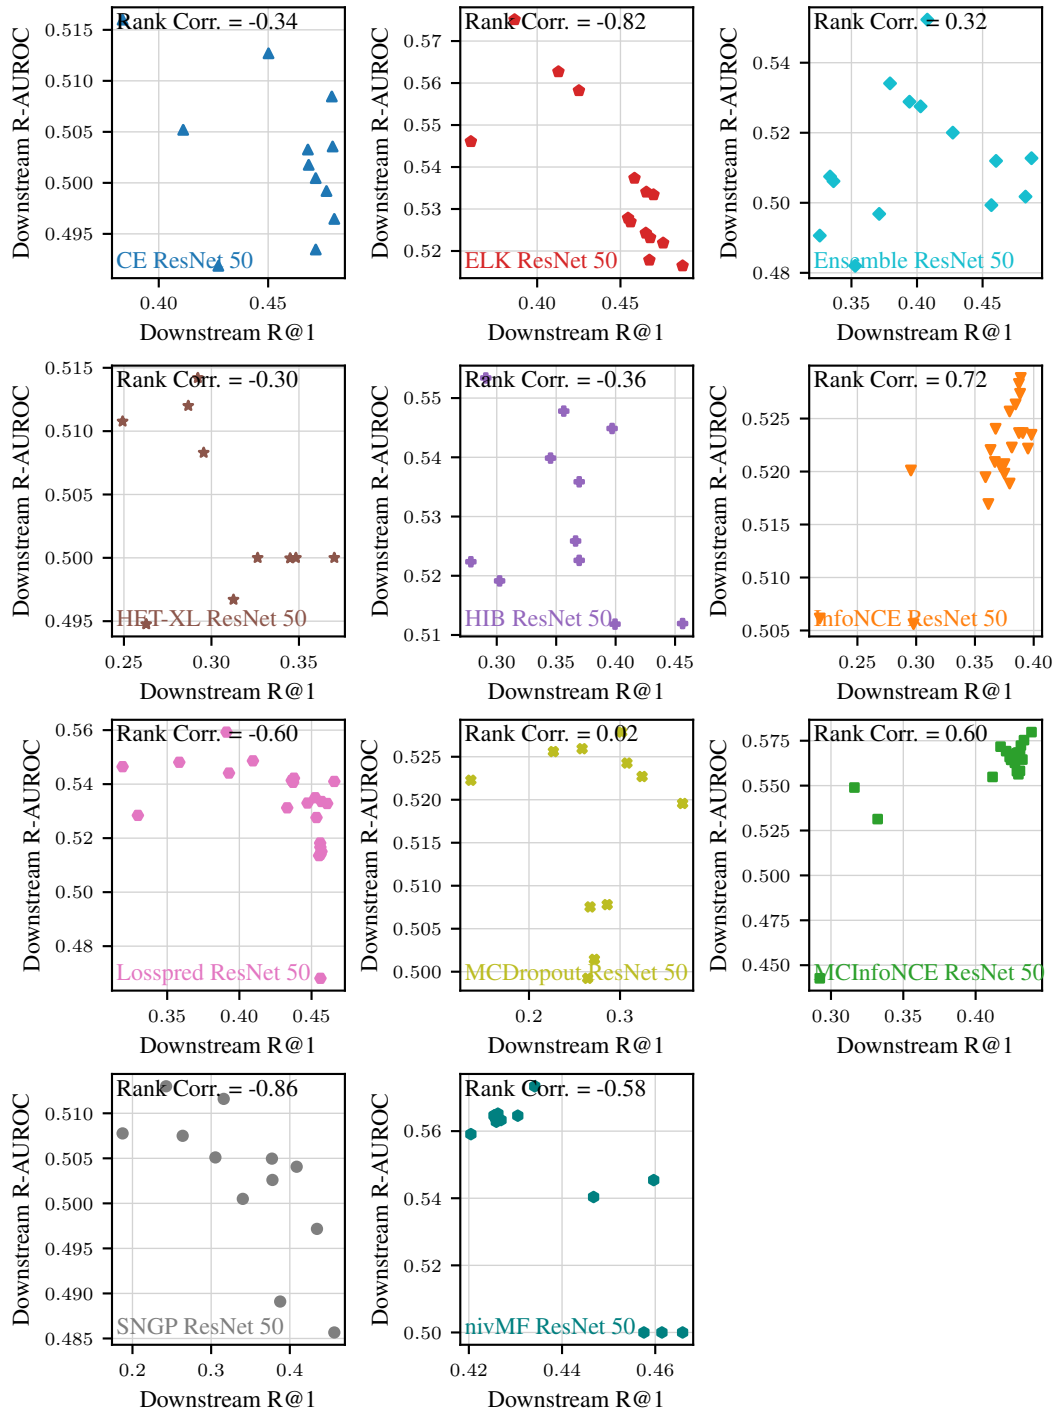 Rank Corr. = -0.34
0.515
0.510
0.505
0.500
0.495
Downstream R-AUROC
CE ResNet 50
0.40 0.45
Downstream R@1
Rank Corr. = -0.82
0.57
0.56
0.55
0.54
0.53
0.52
Downstream R-AUROC
ELK ResNet 50
0.40 0.45
Downstream R@1
Rank Corr. = 0.32
0.54
0.52
0.50
0.48
Downstream R-AUROC
Ensemble ResNet 50
0.35 0.40 0.45
Downstream R@1
Rank Corr. = -0.30
0.515
0.510
0.505
0.500
0.495
Downstream R-AUROC
HET-XL ResNet 50
0.25 0.30 0.35
Downstream R@1
Rank Corr. = -0.36
0.55
0.54
0.53
0.52
0.51
Downstream R-AUROC
HIB ResNet 50
0.30 0.35 0.40 0.45
Downstream R@1
Rank Corr. = 0.72
0.525
0.520
0.515
0.510
0.505
Downstream R-AUROC
InfoNCE ResNet 50
0.25 0.30 0.35 0.40
Downstream R@1
Rank Corr. = -0.60
0.56
0.54
0.52
0.50
0.48
Downstream R-AUROC
Losspred ResNet 50
0.35 0.40 0.45
Downstream R@1
Rank Corr. = 0.02
0.525
0.520
0.515
0.510
0.505
0.500
Downstream R-AUROC
MCDropout ResNet 50
0.2 0.3
Downstream R@1
Rank Corr. = 0.60
0.575
0.550
0.525
0.500
0.475
0.450
Downstream R-AUROC
MCInfoNCE ResNet 50
0.30 0.35 0.40
Downstream R@1
Rank Corr. = -0.86
0.510
0.505
0.500
0.495
0.490
0.485
Downstream R-AUROC
SNGP ResNet 50
0.2 0.3 0.4
Downstream R@1
Rank Corr. = -0.58
0.56
0.54
0.52
0.50
Downstream R-AUROC
nivMF ResNet 50
0.42 0.44 0.46
Downstream R@1